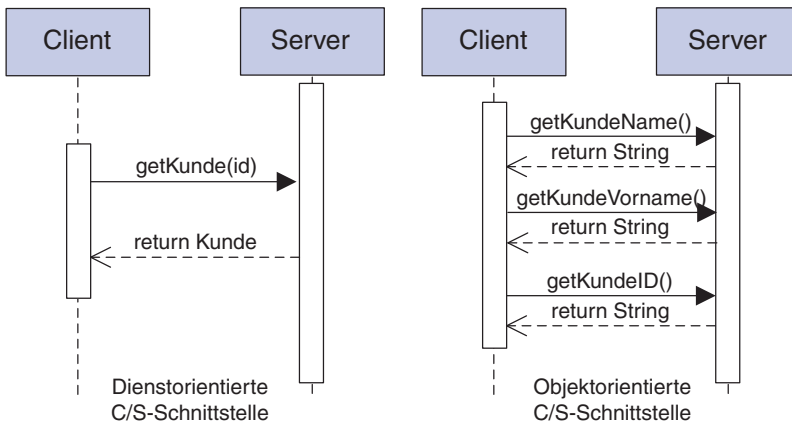 Client
Server
getKunde(id)
return Kunde
Dienstorientierte
C/S-Schnittstelle
Client
Server
getKundeName()
return String
getKundeVorname()
return String
getKundeID()
return String
Objektorientierte
C/S-Schnittstelle